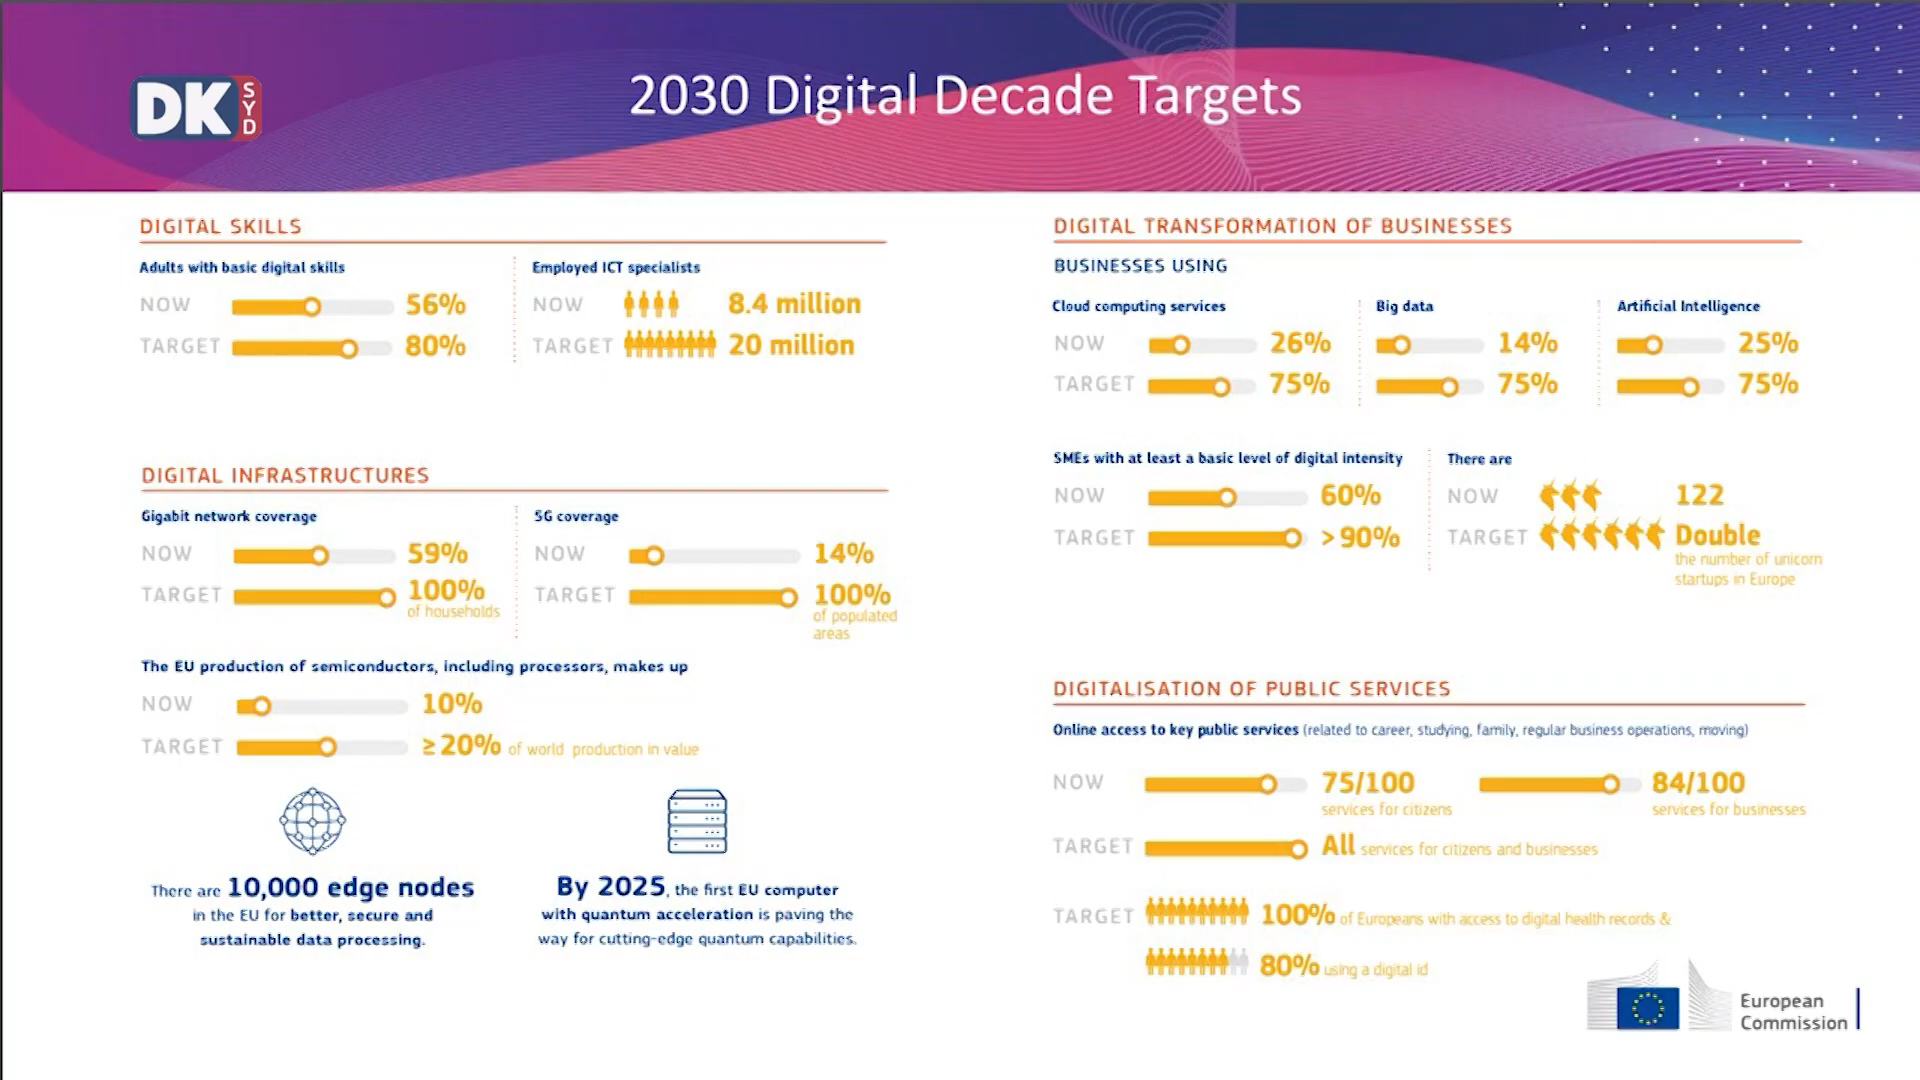 DK SYD
2030 Digital Decade Targets
DIGITAL SKILLS
Adults with basic digital skills
NOW 56%
TARGET 80%
Employed ICT specialists
NOW 8.4 million
TARGET 20 million
DIGITAL INFRASTRUCTURES
Gigabit network coverage
NOW 59%
TARGET 100%
of households
5G coverage
NOW 14%
TARGET 100%
of populated
areas
The EU production of semiconductors, including processors, makes up
NOW 10%
TARGET ≥ 20% of world production in value
There are 10,000 edge nodes
in the EU for better, secure and
sustainable data processing.
By 2025, the first EU computer
with quantum acceleration is paving the
way for cutting-edge quantum capabilities.
DIGITAL TRANSFORMATION OF BUSINESSES
BUSINESSES USING
Cloud computing services
NOW 26%
TARGET 75%
Big data
14%
75%
Artificial Intelligence
25%
75%
SMEs with at least a basic level of digital intensity
NOW 60%
TARGET > 90%
There are
NOW 122
TARGET Double
the number of unicorn
startups in Europe
DIGITALISATION OF PUBLIC SERVICES
Online access to key public services (related to career, studying, family, regular business operations, moving)
NOW 75/100 84/100
services for citizens services for businesses
TARGET All services for citizens and businesses
TARGET 100% of Europeans with access to digital health records &
80% using a digital id
European
Commission